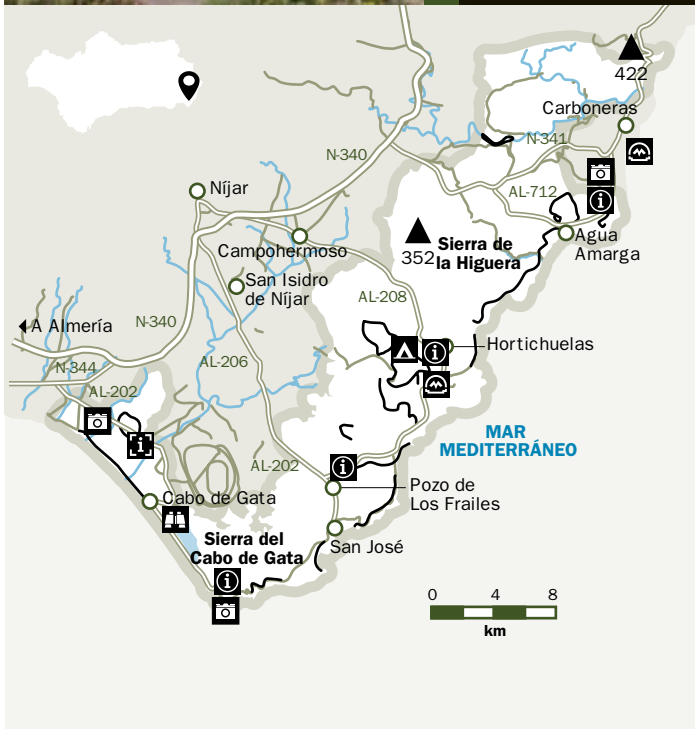 422
Carboneras
N-341
N-340
AL-712
Níjar
352
Sierra de
la Higuera
Agua
Amarga
Campohermoso
San Isidro
de Níjar
AL-208
A Almería
N-340
Hortichuelas
N-344
AL-206
AL-202
MAR
MEDITERRÁNEO
AL-202
Pozo de
Los Frailes
Cabo de Gata
Sierra del
Cabo de Gata
San José
0 4 8
km